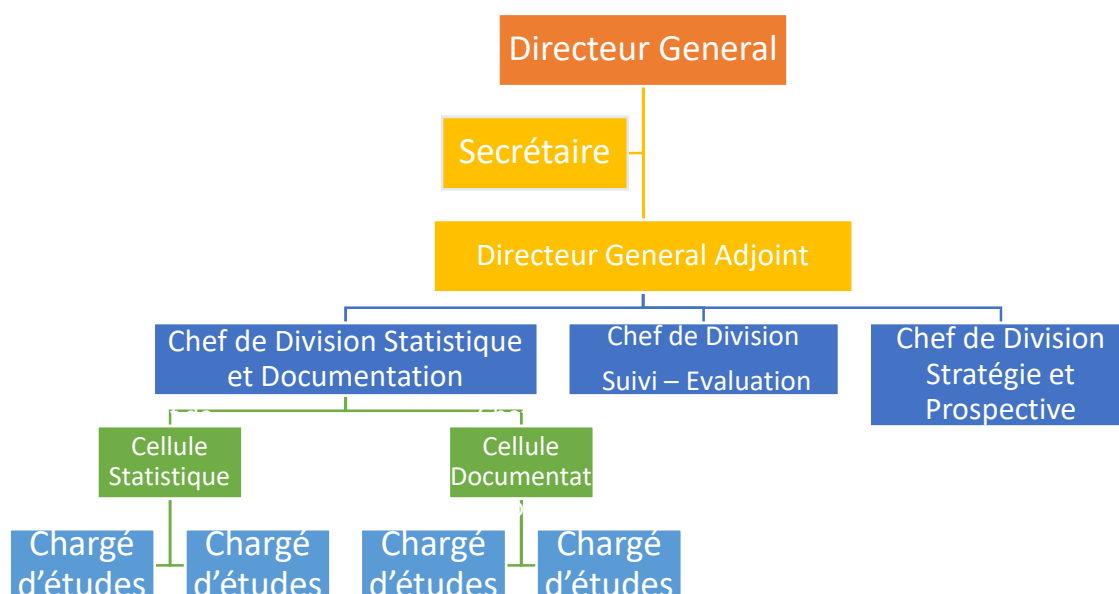 Directeur General
Secrétaire
Directeur General Adjoint
Chef de Division Statistique
et Documentation
Chef de Division
Suivi – Evaluation
Chef de Division
Stratégie et
Prospective
Cellule
Statistique
Cellule
Documentat
Chargé
d’études
Chargé
d’études
Chargé
d’études
Chargé
d’études